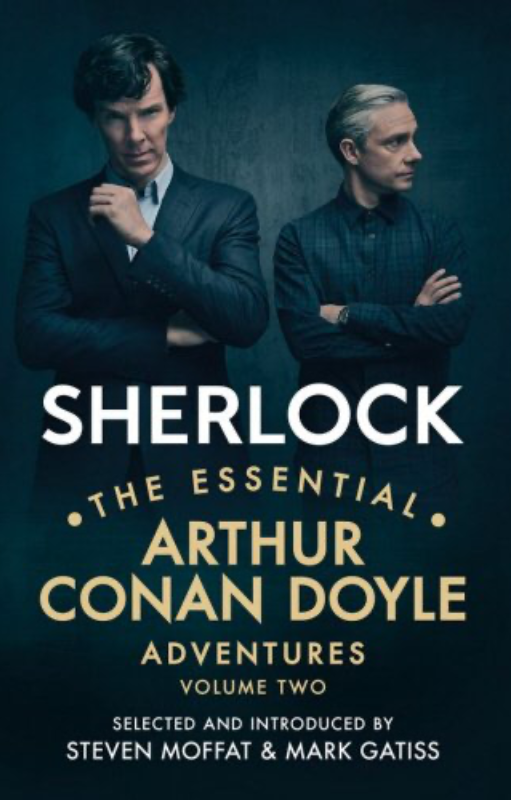 SHERLOCK
• THE ESSENTIAL •
ARTHUR
CONAN DOYLE
ADVENTURES
VOLUME TWO
SELECTED AND INTRODUCED BY
STEVEN MOFFAT & MARK GATISS